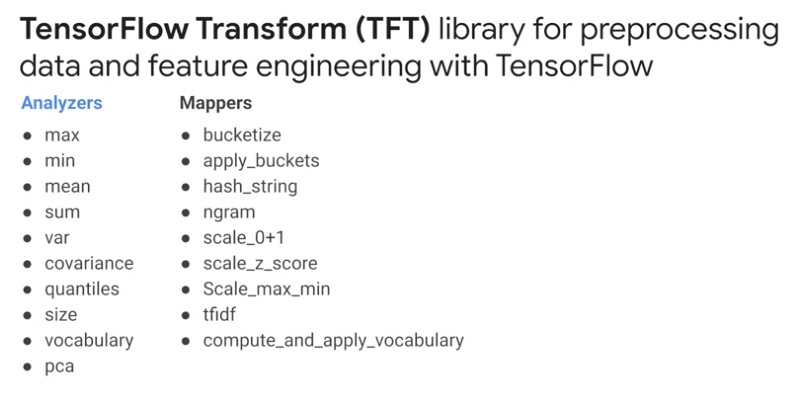 TensorFlow Transform (TFT) library for preprocessing
data and feature engineering with TensorFlow
Analyzers
• max
• min
• mean
• sum
• var
• covariance
• quantiles
• size
• vocabulary
• pca
Mappers
• bucketize
• apply_buckets
• hash_string
• ngram
• scale_0+1
• scale_z_score
• Scale_max_min
• tfidf
• compute_and_apply_vocabulary